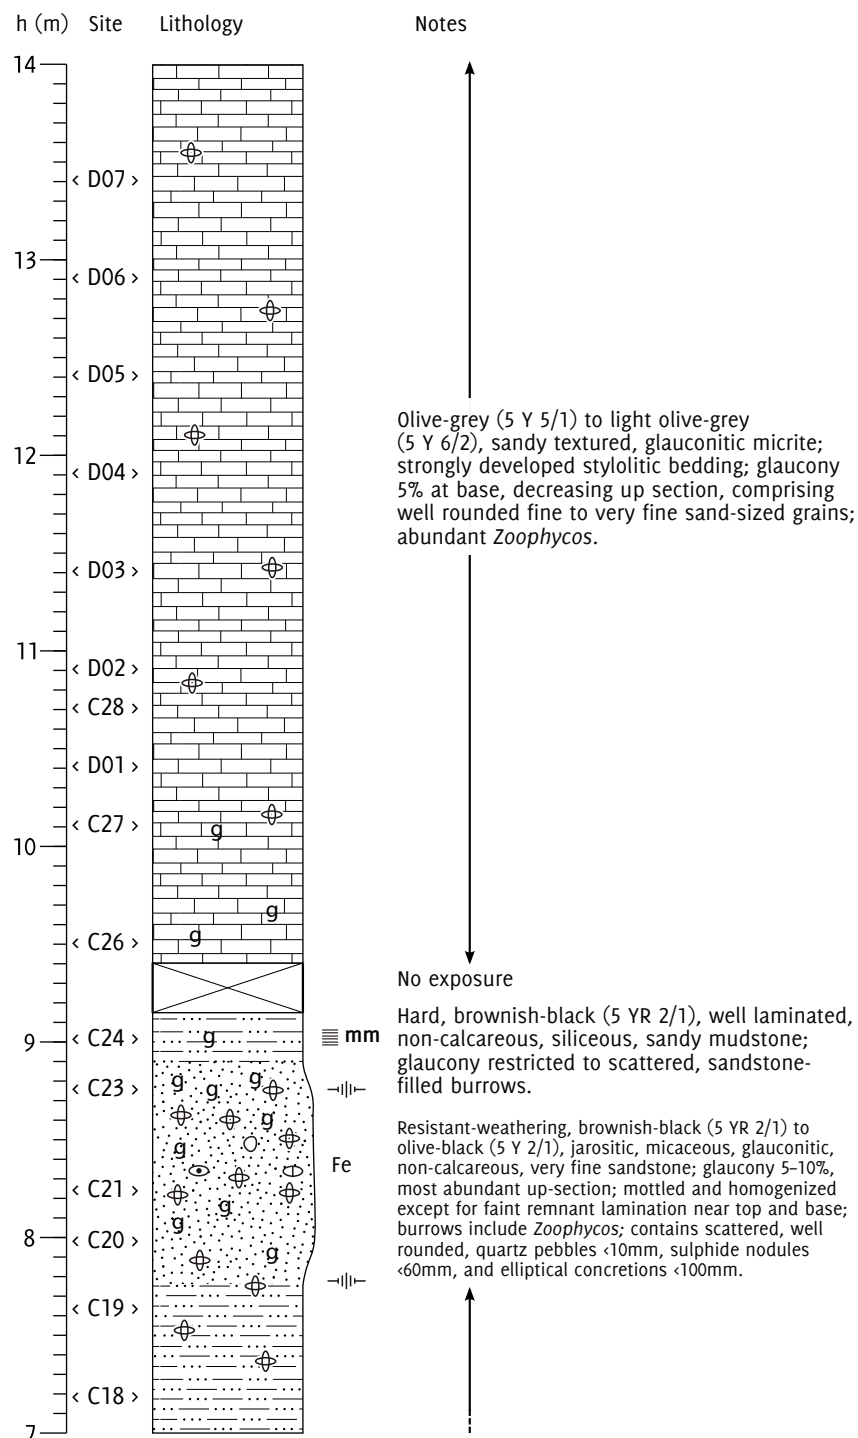 h (m) Site Lithology Notes
14
g
< D07 >
13
< D06 >
< D05 >
Olive-grey (5 Y 5/1) to light olive-grey
(5 Y 6/2), sandy textured, glauconitic micrite;
strongly developed stylolitic bedding; glaucony
5% at base, decreasing up section, comprising
well rounded fine to very fine sand-sized grains;
abundant Zoophycos.
12
< D04 >
< D03 >
11
< D02 >
< C28 >
< D01 >
< C27 >
g
10
g
g
< C26 >
No exposure
Hard, brownish-black (5 YR 2/1), well laminated,
non-calcareous, siliceous, sandy mudstone;
glaucony restricted to scattered, sandstone-
filled burrows.
9
< C24 >
g
mm
g g
< C23 >
g
g
g
Fe
Resistant-weathering, brownish-black (5 YR 2/1) to
olive-black (5 Y 2/1), jarositic, micaceous, glauconitic,
non-calcareous, very fine sandstone; glaucony 5–10%,
most abundant up-section; mottled and homogenized
except for faint remnant lamination near top and base;
burrows include Zoophycos; contains scattered, well
rounded, quartz pebbles <10mm, sulphide nodules
<60mm, and elliptical concretions <100mm.
< C21 >
g
g
8
< C20 >
g
< C19 >
< C18 >
7